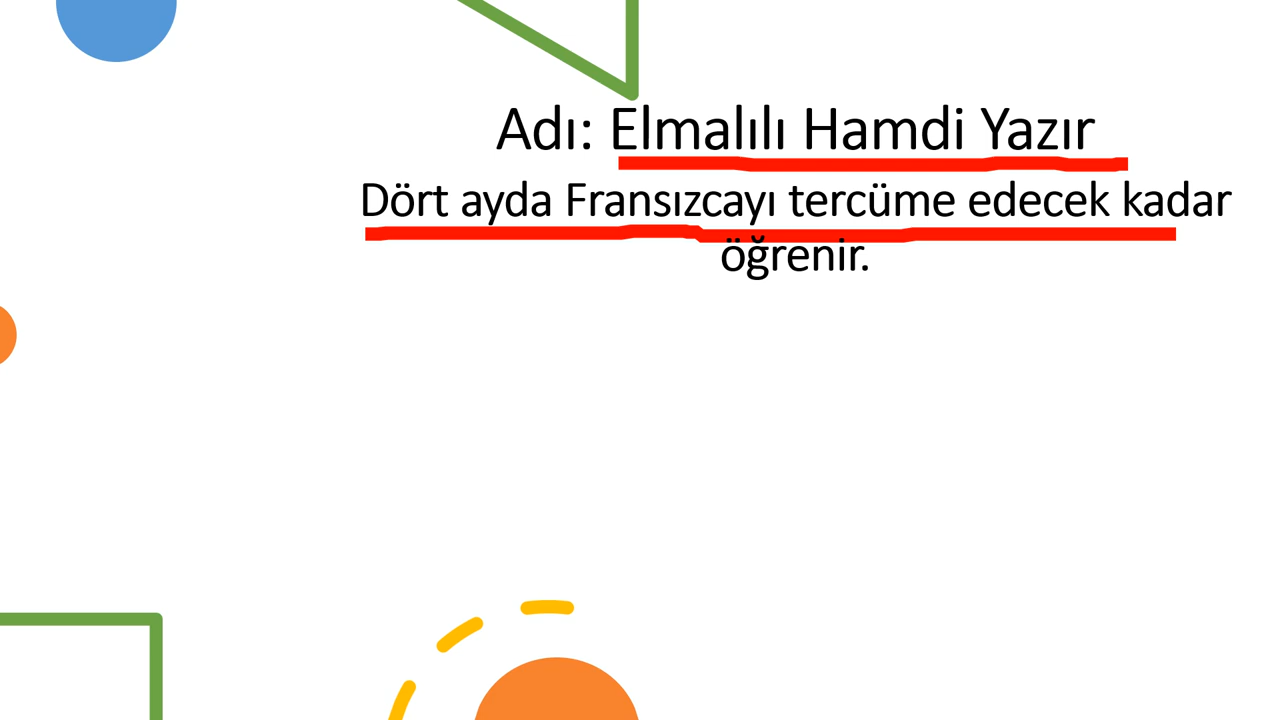 Adı: Elmalılı Hamdi Yazır
Dört ayda Fransızcayı tercüme edecek kadar
öğrenir.